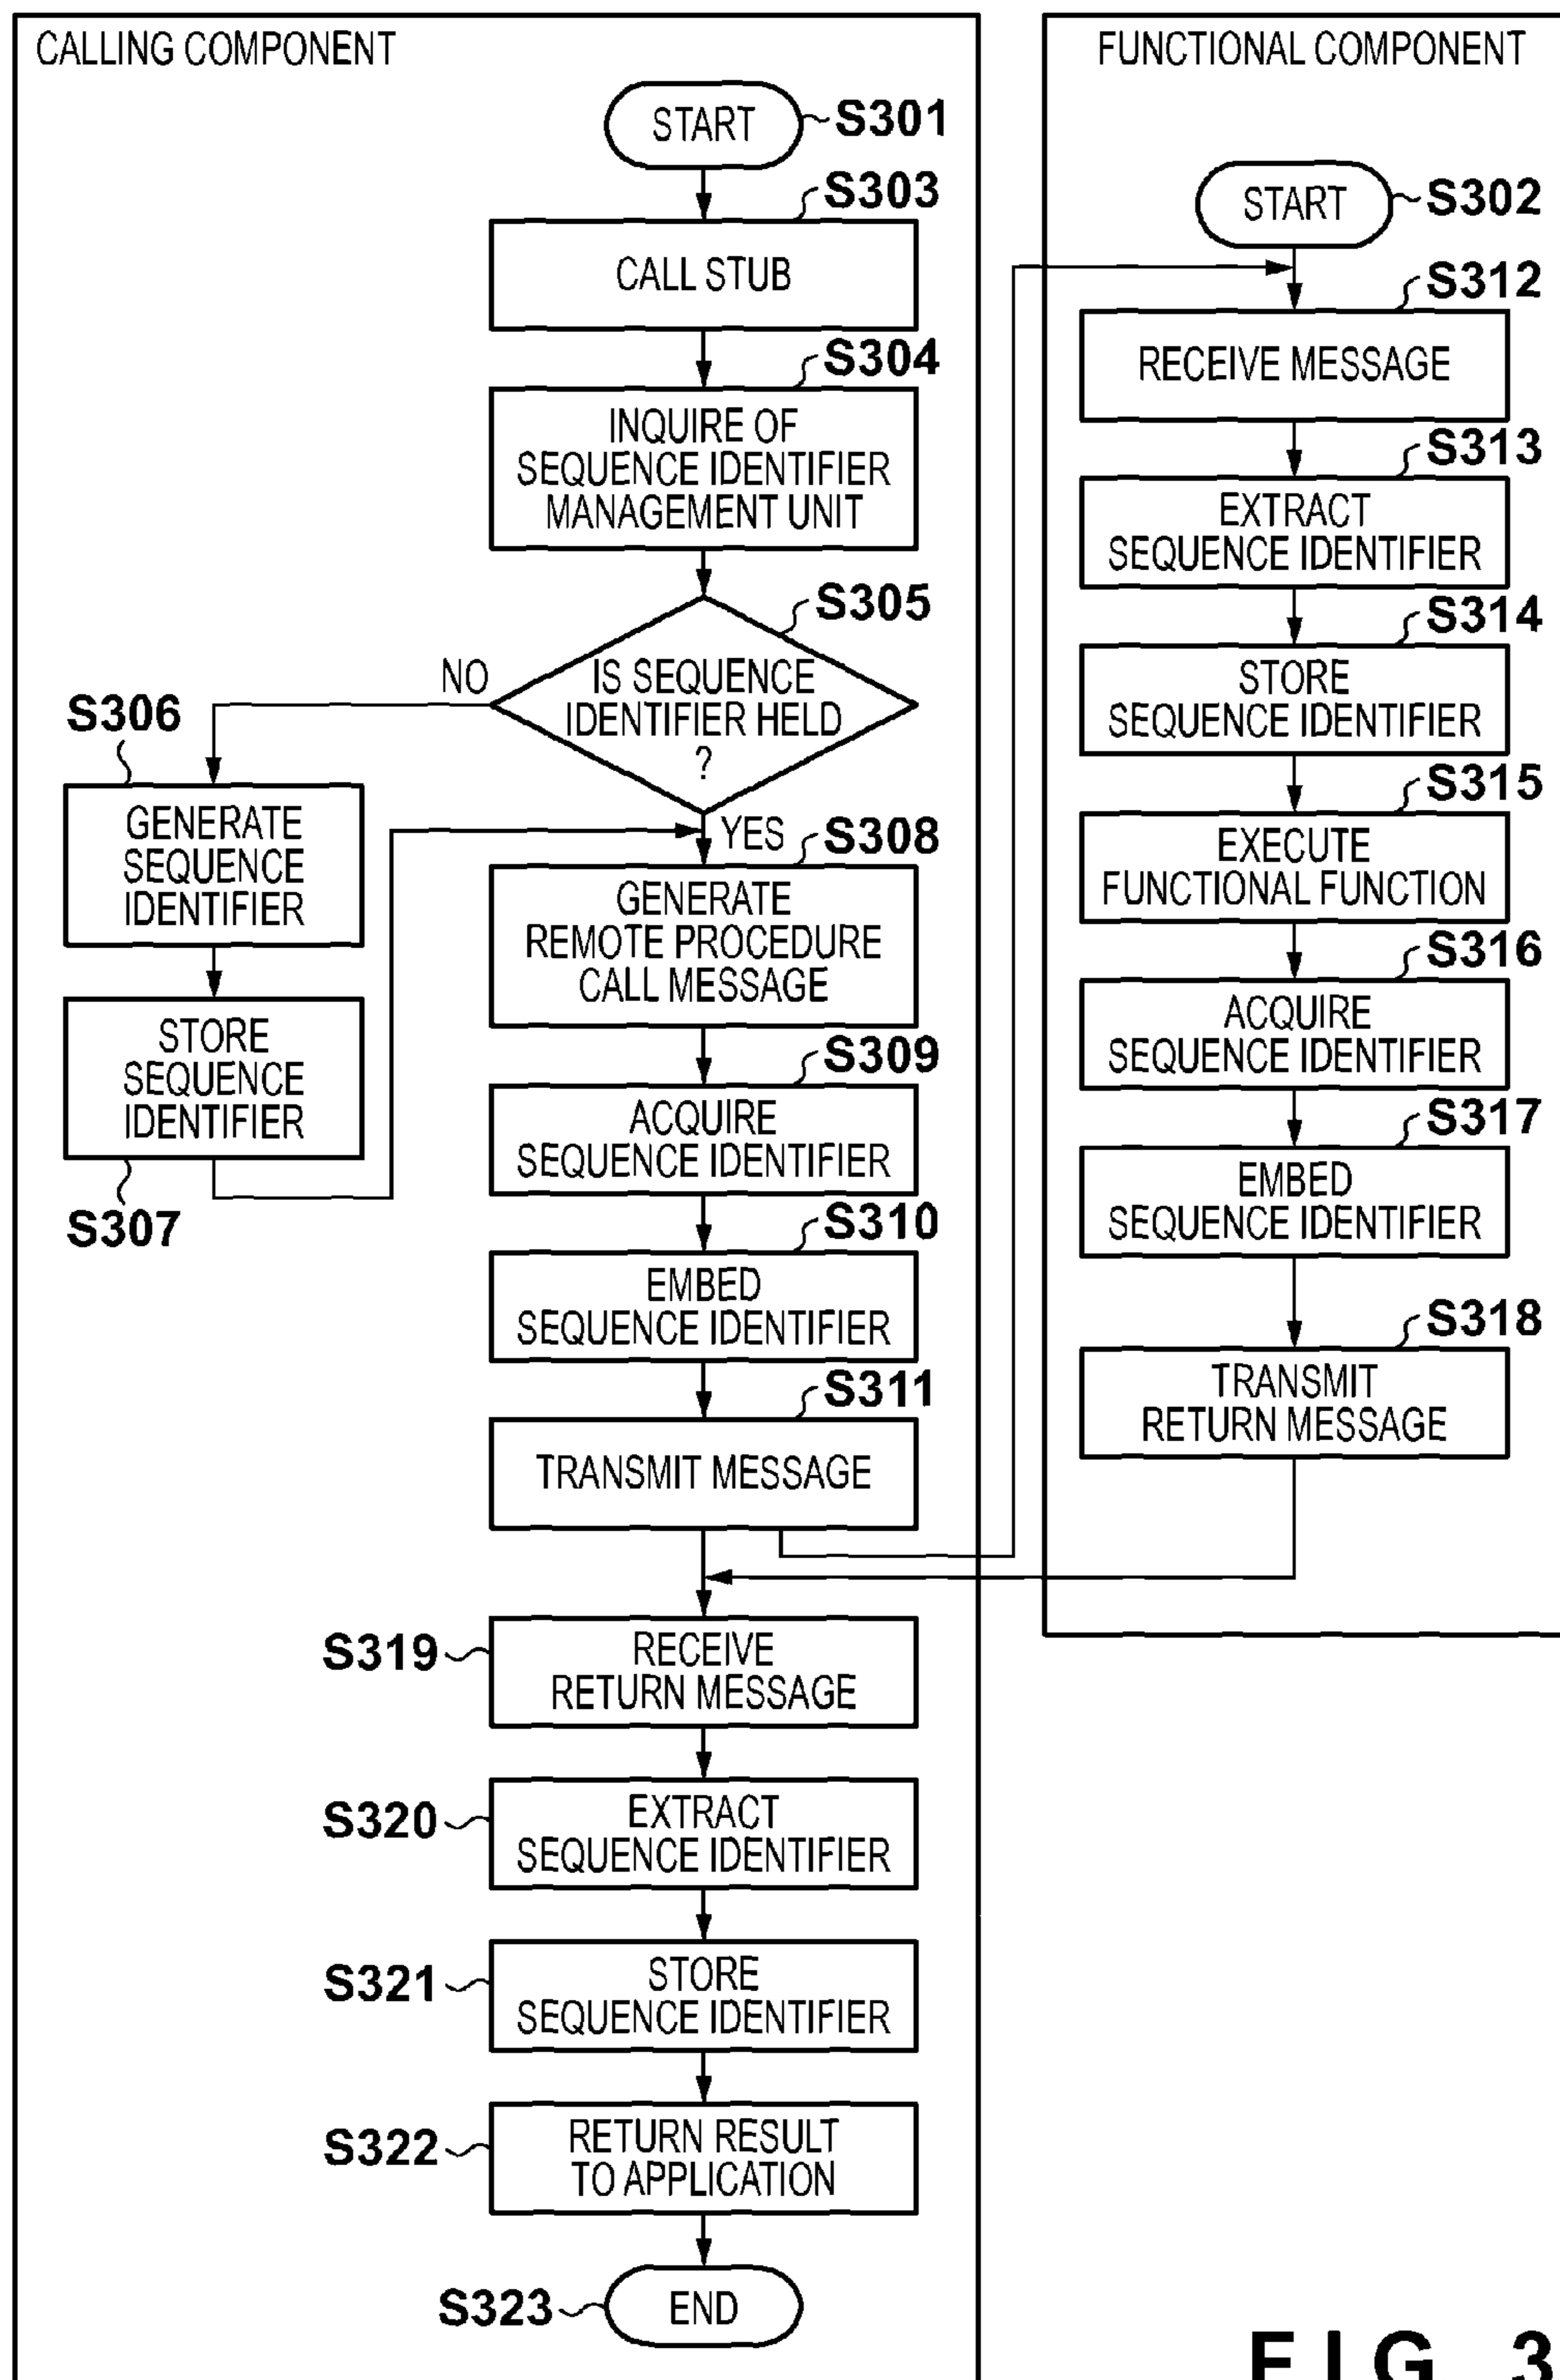 CALLING COMPONENT
START
S301
S303
CALL STUB
S304
INQUIRE OF
SEQUENCE IDENTIFIER
MANAGEMENT UNIT
S305
IS SEQUENCE
IDENTIFIER HELD
?
NO
YES
S306
GENERATE
SEQUENCE
IDENTIFIER
STORE
SEQUENCE
IDENTIFIER
S307
S308
GENERATE
REMOTE PROCEDURE
CALL MESSAGE
S309
ACQUIRE
SEQUENCE IDENTIFIER
S310
EMBED
SEQUENCE IDENTIFIER
S311
TRANSMIT MESSAGE
S319
RECEIVE
RETURN MESSAGE
S320
EXTRACT
SEQUENCE IDENTIFIER
S321
STORE
SEQUENCE IDENTIFIER
S322
RETURN RESULT
TO APPLICATION
S323
END
FUNCTIONAL COMPONENT
START
S302
S312
RECEIVE MESSAGE
S313
EXTRACT
SEQUENCE IDENTIFIER
S314
STORE
SEQUENCE IDENTIFIER
S315
EXECUTE
FUNCTIONAL FUNCTION
S316
ACQUIRE
SEQUENCE IDENTIFIER
S317
EMBED
SEQUENCE IDENTIFIER
S318
TRANSMIT
RETURN MESSAGE
FIG. 3